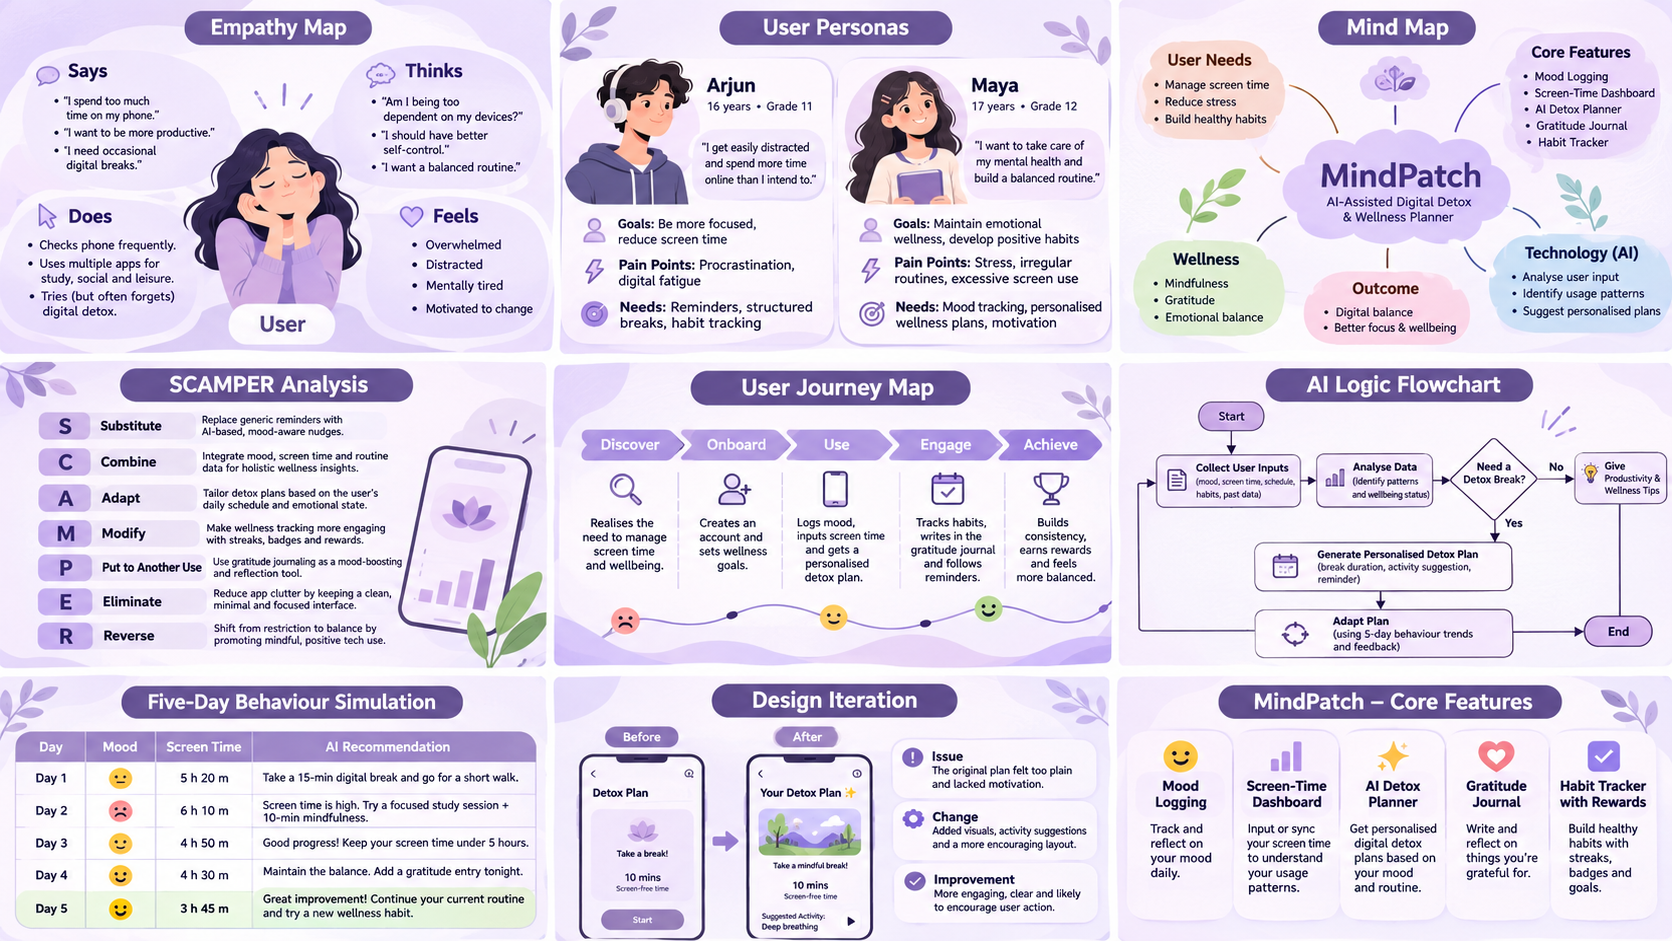 Empathy Map
Says
• "I spend too much
time on my phone."
• "I want to be more productive."
• "I need occasional
digital breaks."
Thinks
• "Am I being too
dependent on my devices?"
• "I should have better
self-control."
• "I want a balanced routine."
Does
• Checks phone frequently.
• Uses multiple apps for
study, social and leisure.
• Tries (but often forgets)
digital detox.
Feels
• Overwhelmed
• Distracted
• Mentally tired
• Motivated to change
User
User Personas
Arjun
16 years • Grade 11
"I get easily distracted
and spend more time
online than I intend to."
Goals: Be more focused,
reduce screen time
Pain Points: Procrastination,
digital fatigue
Needs: Reminders, structured
breaks, habit tracking
Maya
17 years • Grade 12
"I want to take care of
my mental health and
build a balanced routine."
Goals: Maintain emotional
wellness, develop positive habits
Pain Points: Stress, irregular
routines, excessive screen use
Needs: Mood tracking, personalised
wellness plans, motivation
Mind Map
User Needs
• Manage screen time
• Reduce stress
• Build healthy habits
Core Features
• Mood Logging
• Screen-Time Dashboard
• AI Detox Planner
• Gratitude Journal
• Habit Tracker
MindPatch
AI-Assisted Digital Detox
& Wellness Planner
Wellness
• Mindfulness
• Gratitude
• Emotional balance
Outcome
• Digital balance
• Better focus & wellbeing
Technology (AI)
• Analyse user input
• Identify usage patterns
• Suggest personalised plans
SCAMPER Analysis
S Substitute
Replace generic reminders with
AI-based, mood-aware nudges.
C Combine
Integrate mood, screen time and routine
data for holistic wellness insights.
A Adapt
Tailor detox plans based on the user's
daily schedule and emotional state.
M Modify
Make wellness tracking more engaging
with streaks, badges and rewards.
P Put to Another Use
Use gratitude journaling as a mood-boosting
and reflection tool.
E Eliminate
Reduce app clutter by keeping a clean,
minimal and focused interface.
R Reverse
Shift from restriction to balance by
promoting mindful, positive tech use.
User Journey Map
Discover
Onboard
Use
Engage
Achieve
Realises the
need to manage
screen time
and wellbeing.
Creates an
account and
sets wellness
goals.
Logs mood,
inputs screen time
and gets a
personalised
detox plan.
Tracks habits,
writes in the
gratitude journal
and follows
reminders.
Builds
consistency,
earns rewards
and feels
more balanced.
AI Logic Flowchart
Start
Collect User Inputs
(mood, screen time, schedule,
habits, past data)
Analyse Data
(identify patterns
and wellbeing status)
Need a
Detox Break?
No
Give
Productivity &
Wellness Tips
Yes
Generate Personalised Detox Plan
(break duration, activity suggestion,
reminder)
Adapt Plan
(using 5-day behaviour trends
and feedback)
End
Five-Day Behaviour Simulation
Day Mood Screen Time AI Recommendation
Day 1 5 h 20 m Take a 15-min digital break and go for a short walk.
Day 2 6 h 10 m Screen time is high. Try a focused study session +
10-min mindfulness.
Day 3 4 h 50 m Good progress! Keep your screen time under 5 hours.
Day 4 4 h 30 m Maintain the balance. Add a gratitude entry tonight.
Day 5 3 h 45 m Great improvement! Continue your current routine
and try a new wellness habit.
Design Iteration
Before
Detox Plan
Take a break!
10 mins
Screen-free time
Start
After
Your Detox Plan
Take a mindful break!
10 mins
Screen-free time
Suggested Activity:
Deep breathing
Issue
The original plan felt too plain
and lacked motivation.
Change
Added visuals, activity suggestions
and a more encouraging layout.
Improvement
More engaging, clear and likely
to encourage user action.
MindPatch – Core Features
Mood
Logging
Track and
reflect on
your mood
daily.
Screen-Time
Dashboard
Input or sync
your screen time
to understand
your usage
patterns.
AI Detox
Planner
Get personalised
digital detox
plans based on
your mood
and routine.
Gratitude
Journal
Write and
reflect on
things you're
grateful for.
Habit Tracker
with Rewards
Build healthy
habits with
streaks,
badges and
goals.